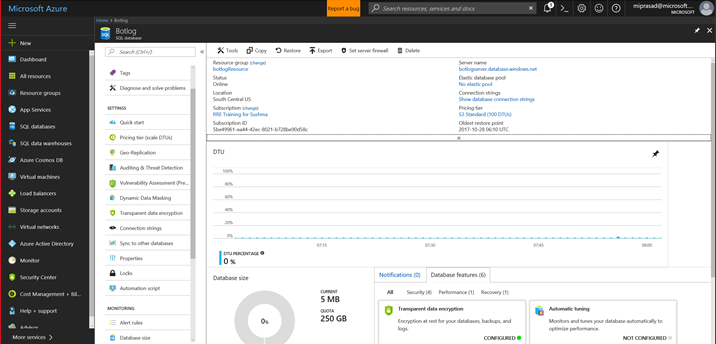 Microsoft Azure
Report a bug
Search resources, services and docs
1
miprasad@microsoft....
MICROSOFT
New
Dashboard
All resources
Resource groups
App Services
SQL databases
SQL data warehouses
Azure Cosmos DB
Virtual machines
Load balancers
Storage accounts
Virtual networks
Azure Active Directory
Monitor
Security Center
Cost Management + Bil...
Help + support
Advisor
More services
Home > Botlog
Botlog
SQL database
Search (Ctrl+/)
Tags
Diagnose and solve problems
SETTINGS
Quick start
Pricing tier (scale DTUs)
Geo-Replication
Auditing & Threat Detection
Vulnerability Assessment (Pre...
Dynamic Data Masking
Transparent data encryption
Connection strings
Sync to other databases
Properties
Locks
Automation script
MONITORING
Alert rules
Database size
Tools Copy Restore Export Set server firewall Delete
Resource group (change)
botlogResource
Status
Online
Location
South Central US
Subscription (change)
RRE Training for Sushma
Subscription ID
5be49961-ea44-42ec-8021-b728be90d58c
Server name
botlogserver.database.windows.net
Elastic database pool
No elastic pool
Connection strings
Show database connection strings
Pricing tier
S3 Standard (100 DTUs)
Oldest restore point
2017-10-28 06:10 UTC
DTU
100%
80%
60%
40%
20%
0%
07:15 07:30 07:45 08:00
DTU PERCENTAGE
0 %
Database size
0%
CURRENT
5 MB
QUOTA
250 GB
Notifications (0) Database features (6)
All Security (4) Performance (1) Recovery (1)
Transparent data encryption
Encryption at rest for your databases, backups, and
logs.
CONFIGURED
Automatic tuning
Monitors and tunes your database automatically to
optimize performance.
NOT CONFIGURED